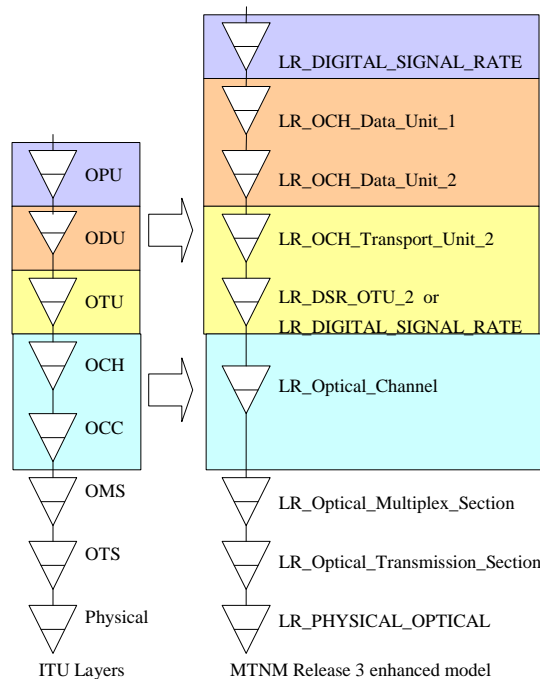 OPU
ODU
OTU
OCH
OCC
OMS
OTS
Physical
ITU Layers
LR_DIGITAL_SIGNAL_RATE
LR_OCH_Data_Unit_1
LR_OCH_Data_Unit_2
LR_OCH_Transport_Unit_2
LR_DSR_OTU_2 or
LR_DIGITAL_SIGNAL_RATE
LR_Optical_Channel
LR_Optical_Multiplex_Section
LR_Optical_Transmission_Section
LR_PHYSICAL_OPTICAL
MTNM Release 3 enhanced model